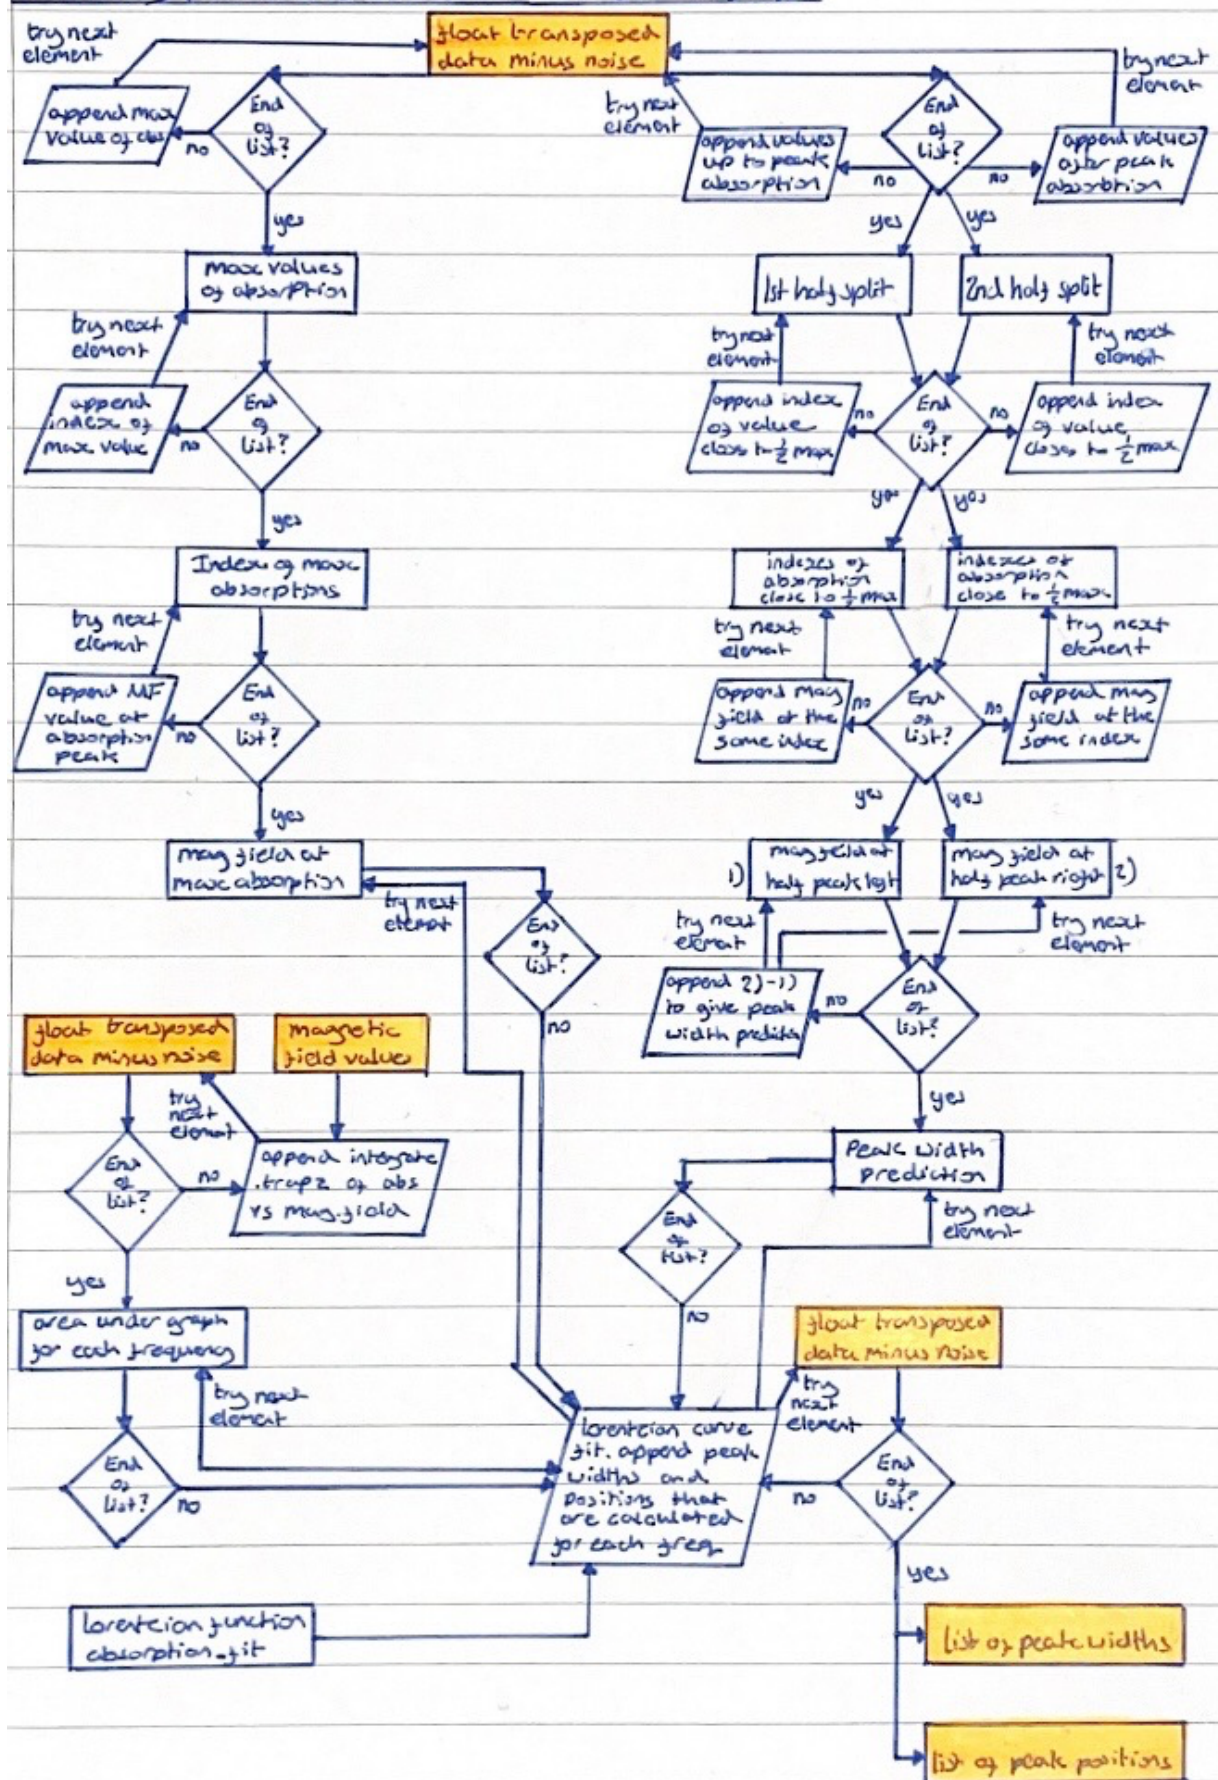 float transposed
data minus noise
try next
element
append max
value of abs
no
End
of
list?
yes
max values
of absorption
try next
element
append
index of
max value
no
End
of
list?
yes
Index of max
absorptions
try next
element
append MF
value at
absorption
peak
no
End
of
list?
yes
mag field at
max absorption
try next
element
End
of
list?
no
try next
element
append values
up to peak
absorption
no
End
of
list?
no
try next
element
append values
after peak
absorbtion
yes
yes
1st half split
2nd half split
try next
element
append index
of value
close to 1/2 max
no
End
of
list?
no
try next
element
append index
of value
close to 1/2 max
yes
yes
indexes of
absorption
close to 1/2 max
indexes of
absorption
close to 1/2 max
try next
element
append mag
field at the
same index
no
End
of
list?
no
try next
element
append mag
field at the
same index
yes
yes
1)
mag field at
half peak left
mag field at
half peak right
2)
try next
element
try next
element
append 2)-1)
to give peak
width prediction
no
End
of
list?
yes
Peak width
prediction
try next
element
End
of
list?
no
float transposed
data minus noise
magnetic
field value
try
next
element
End
of
list?
no
append integrate
.trapz of abs
vs mag.field
yes
area under graph
for each frequency
try next
element
End
of
list?
no
lorentzian curve
fit. append peak
widths and
positions that
are calculated
for each freq.
float transposed
data minus noise
try
next
element
End
of
list?
no
yes
lorentzian function
absorption_fit
list of peak widths
list of peak positions